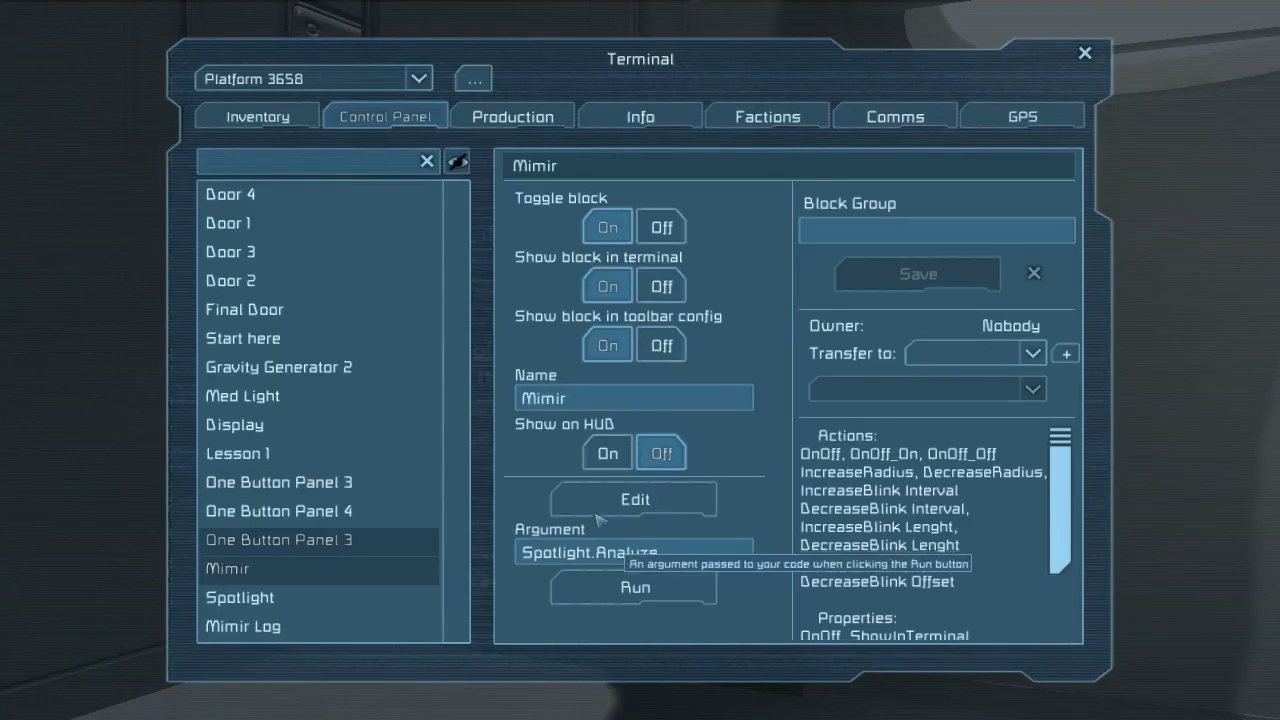 Terminal
Platform 3658
...
Inventory
Control Panel
Production
Info
Factions
Comms
GPS
Door 4
Door 1
Door 3
Door 2
Final Door
Start here
Gravity Generator 2
Med Light
Display
Lesson 1
One Button Panel 3
One Button Panel 4
One Button Panel 3
Mimir
Spotlight
Mimir Log
Mimir
Toggle block
On Off
Show block in terminal
On Off
Show block in toolbar config
On Off
Name
Mimir
Show on HUD
On Off
Edit
Argument
Spotlight.Analyze
An argument passed to your code when clicking the Run button
Run
Block Group
Save
Owner: Nobody
Transfer to:
+
Actions:
OnOff, OnOff_On, OnOff_Off
IncreaseRadius, DecreaseRadius,
IncreaseBlink Interval
DecreaseBlink Interval,
IncreaseBlink Lenght,
DecreaseBlink Lenght
DecreaseBlink Offset
Properties:
OnOff, ShowInTerminal